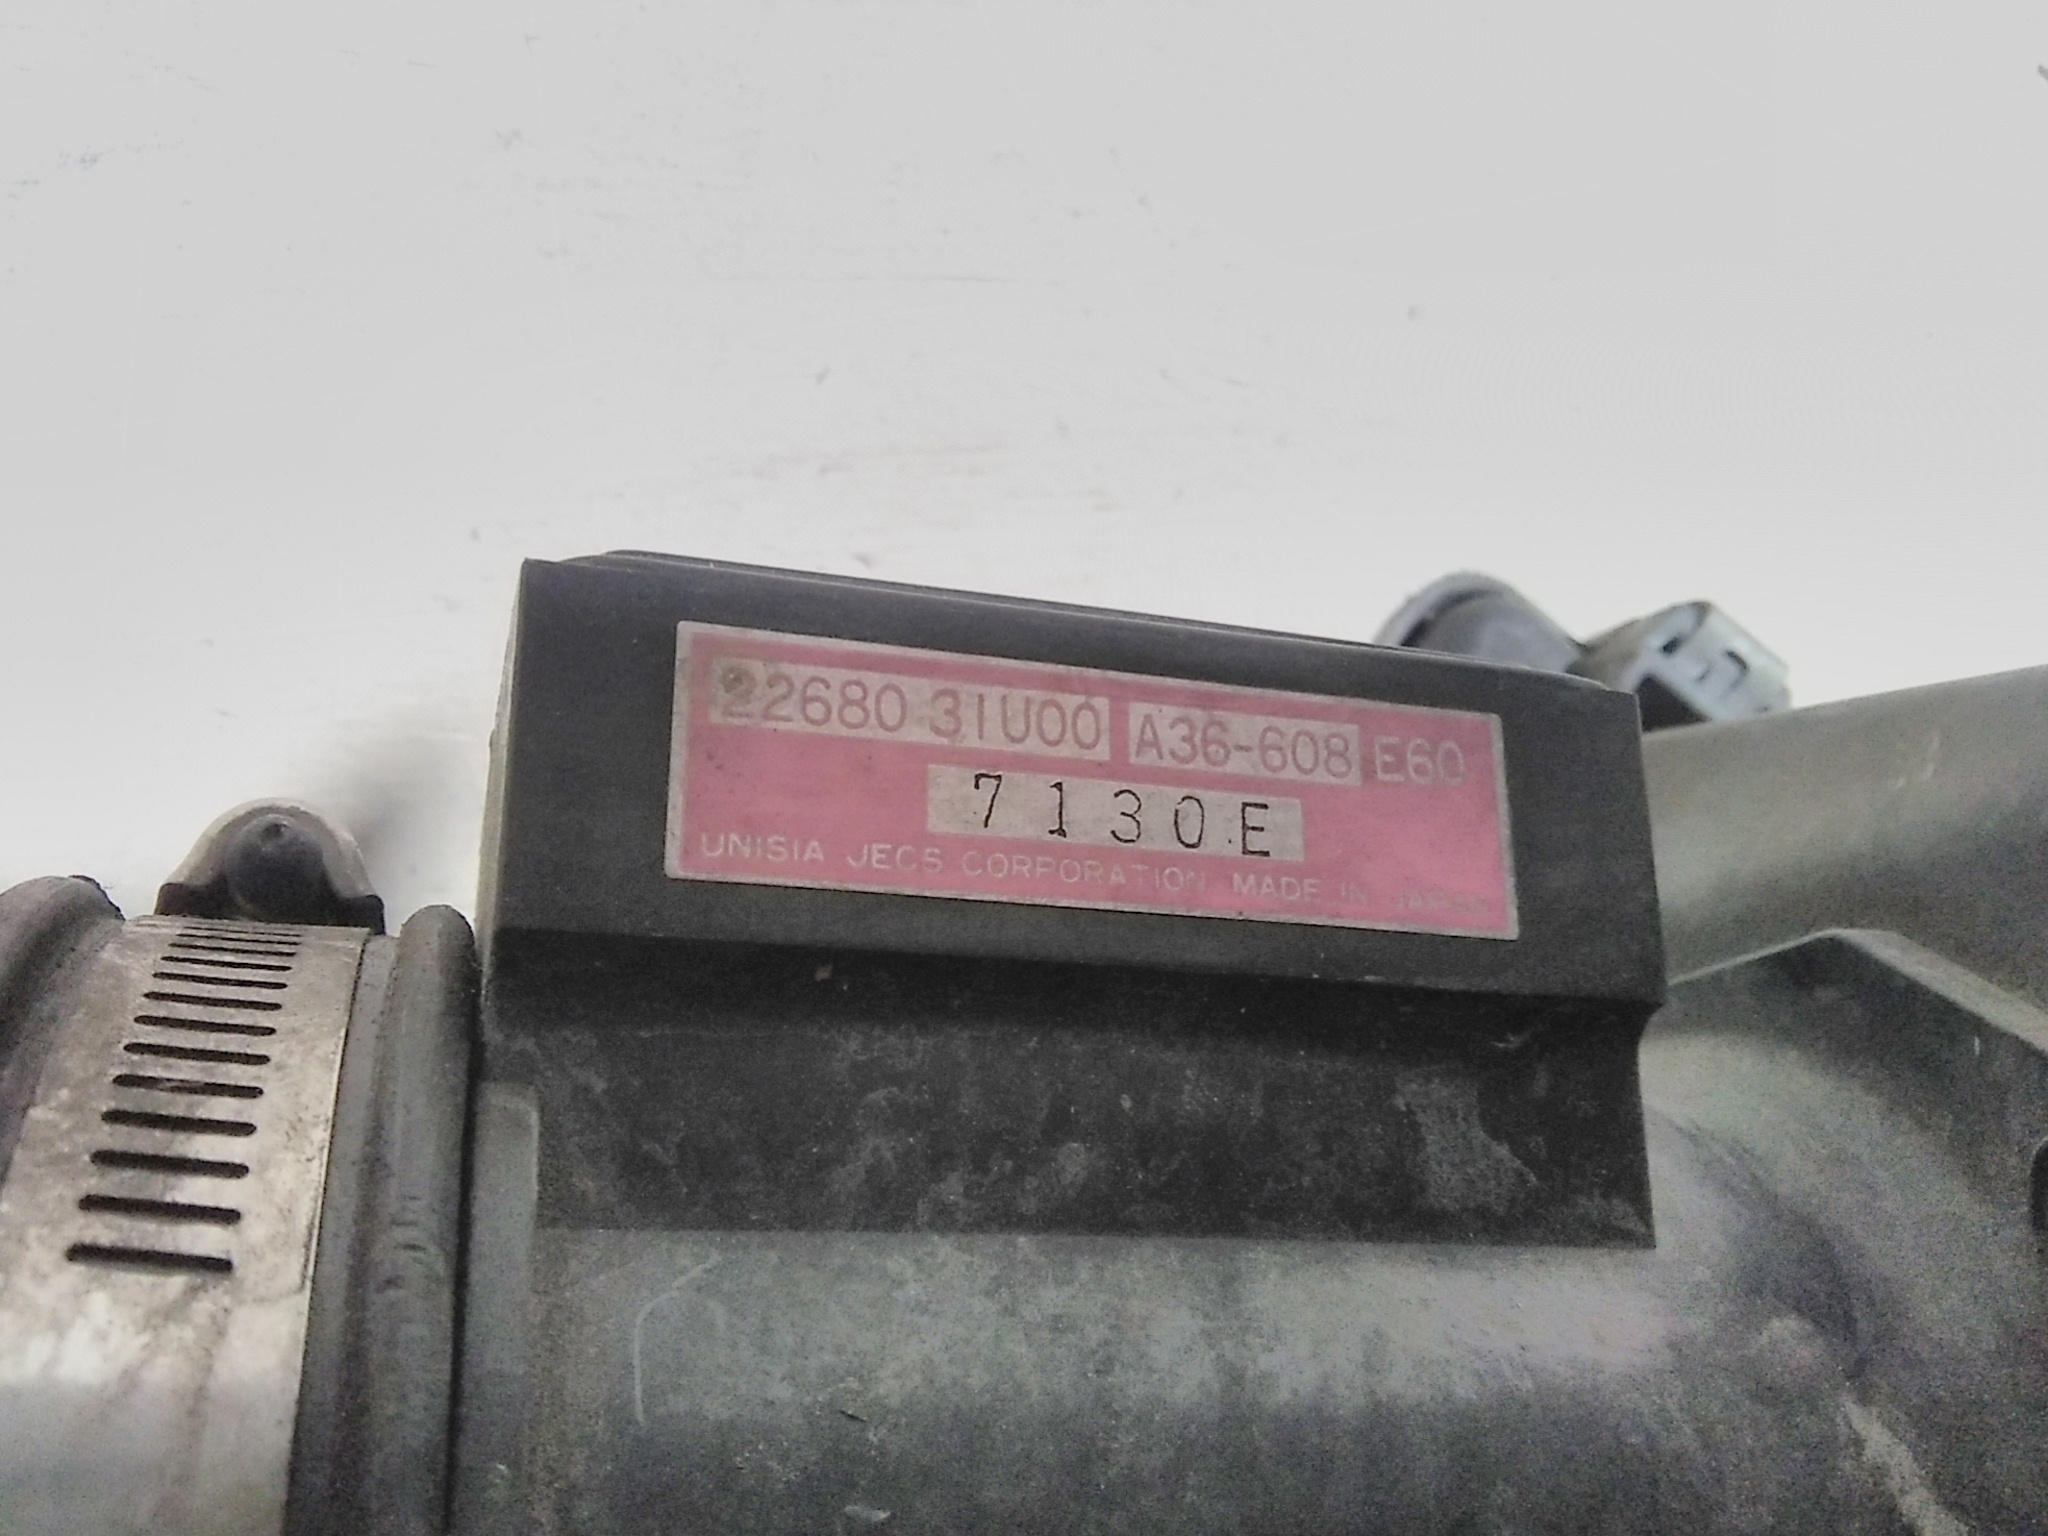 22680 31U00 A36-608 E60
7130E
UNISIA JECS CORPORATION MADE IN JAPAN